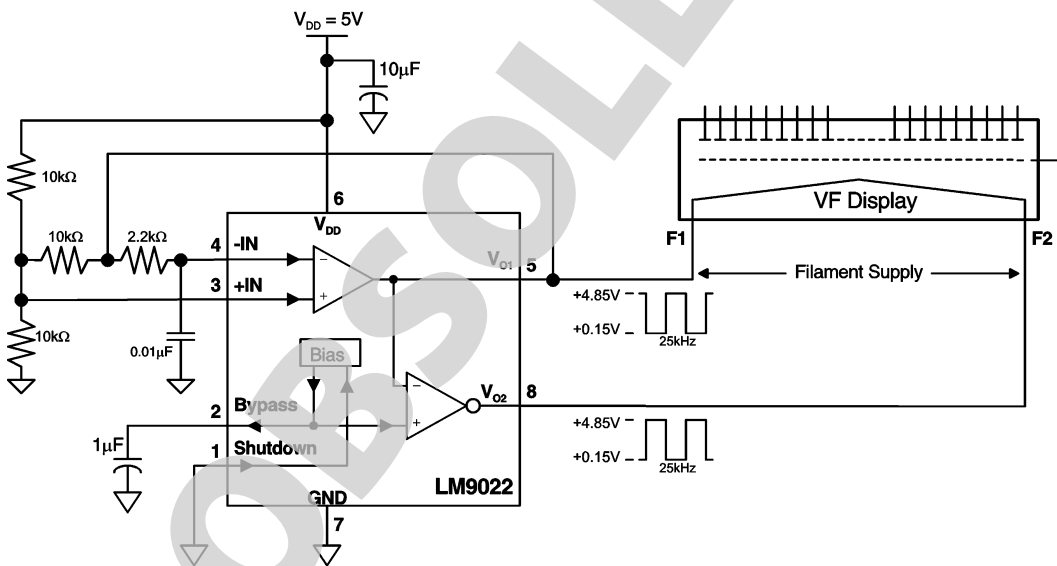 V_DD = 5V
10μF
10kΩ
6
V_DD
VF Display
F1
F2
10kΩ
2.2kΩ
4
-IN
−
V_O1
5
3
+IN
+
Filament Supply
+4.85V
+0.15V
25kHz
10kΩ
0.01μF
Bias
−
V_O2
8
2
Bypass
+
1μF
1
Shutdown
+4.85V
+0.15V
25kHz
LM9022
GND
7
OBSOLE